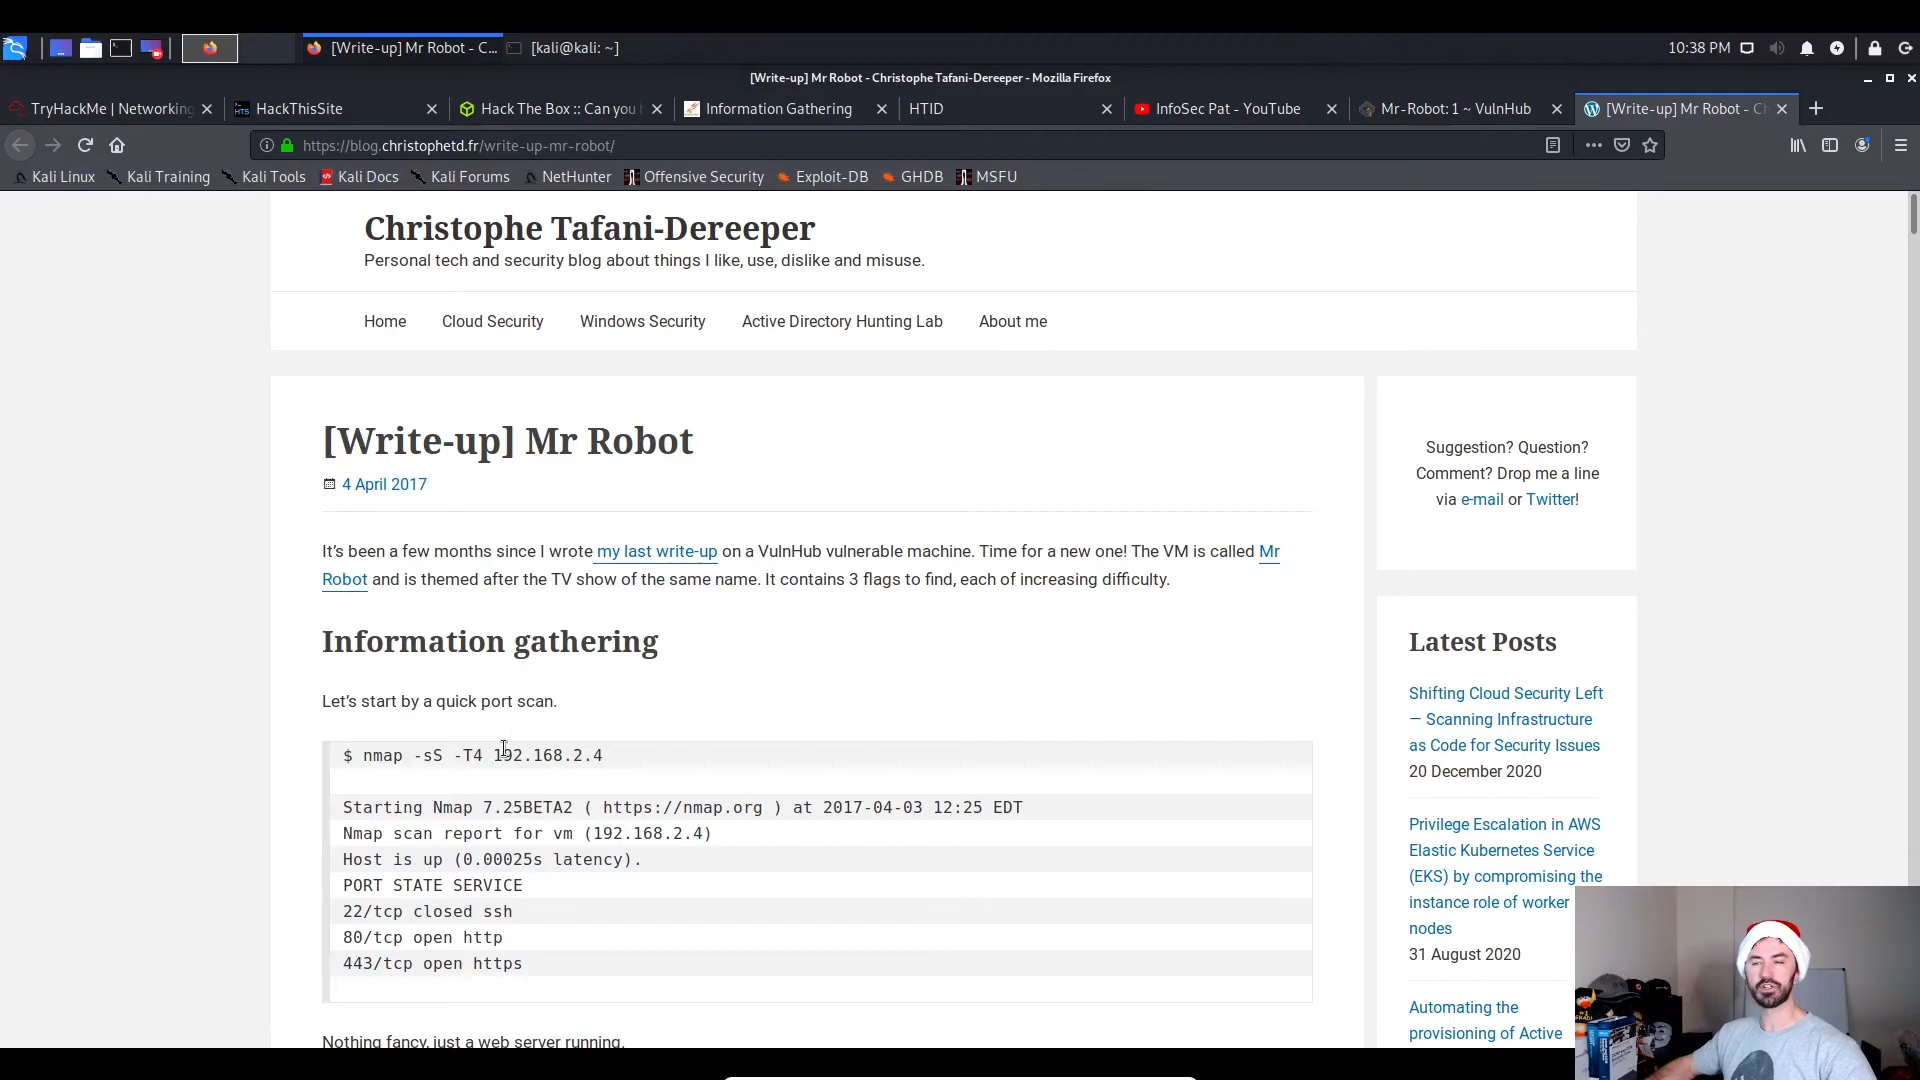 [Write-up] Mr Robot - C...
[kali@kali: ~]
10:38 PM
[Write-up] Mr Robot - Christophe Tafani-Dereeper - Mozilla Firefox
TryHackMe | Networking
HackThisSite
Hack The Box :: Can you
Information Gathering
HTID
InfoSec Pat - YouTube
Mr-Robot: 1 ~ VulnHub
[Write-up] Mr Robot - Ch
https://blog.christophetd.fr/write-up-mr-robot/
Kali Linux
Kali Training
Kali Tools
Kali Docs
Kali Forums
NetHunter
Offensive Security
Exploit-DB
GHDB
MSFU
Christophe Tafani-Dereeper
Personal tech and security blog about things I like, use, dislike and misuse.
Home
Cloud Security
Windows Security
Active Directory Hunting Lab
About me
[Write-up] Mr Robot
4 April 2017
It’s been a few months since I wrote my last write-up on a VulnHub vulnerable machine. Time for a new one! The VM is called Mr
Robot and is themed after the TV show of the same name. It contains 3 flags to find, each of increasing difficulty.
Information gathering
Let’s start by a quick port scan.
$ nmap -sS -T4 192.168.2.4
Starting Nmap 7.25BETA2 ( https://nmap.org ) at 2017-04-03 12:25 EDT
Nmap scan report for vm (192.168.2.4)
Host is up (0.00025s latency).
PORT STATE SERVICE
22/tcp closed ssh
80/tcp open http
443/tcp open https
Nothing fancy, just a web server running.
Suggestion? Question?
Comment? Drop me a line
via e-mail or Twitter!
Latest Posts
Shifting Cloud Security Left
— Scanning Infrastructure
as Code for Security Issues
20 December 2020
Privilege Escalation in AWS
Elastic Kubernetes Service
(EKS) by compromising the
instance role of worker
nodes
31 August 2020
Automating the
provisioning of Active